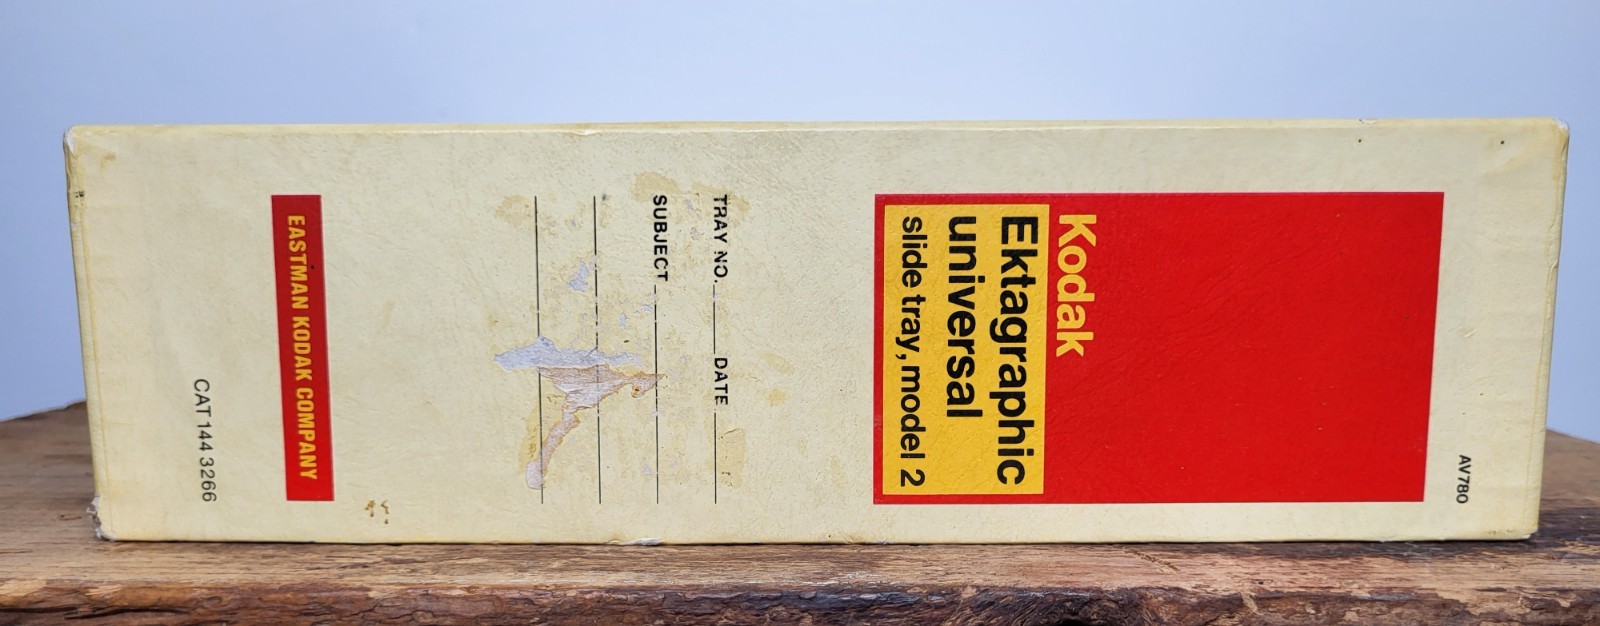 AV780
Kodak
Ektagraphic
universal
slide tray, model 2
TRAY NO. DATE
SUBJECT
EASTMAN KODAK COMPANY
CAT 144 3266